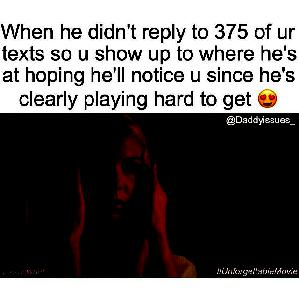 When he didn't reply to 375 of ur
texts so u show up to where he's
at hoping he'll notice u since he's
clearly playing hard to get 😍
@Daddyissues_
#UnforgettableMovie